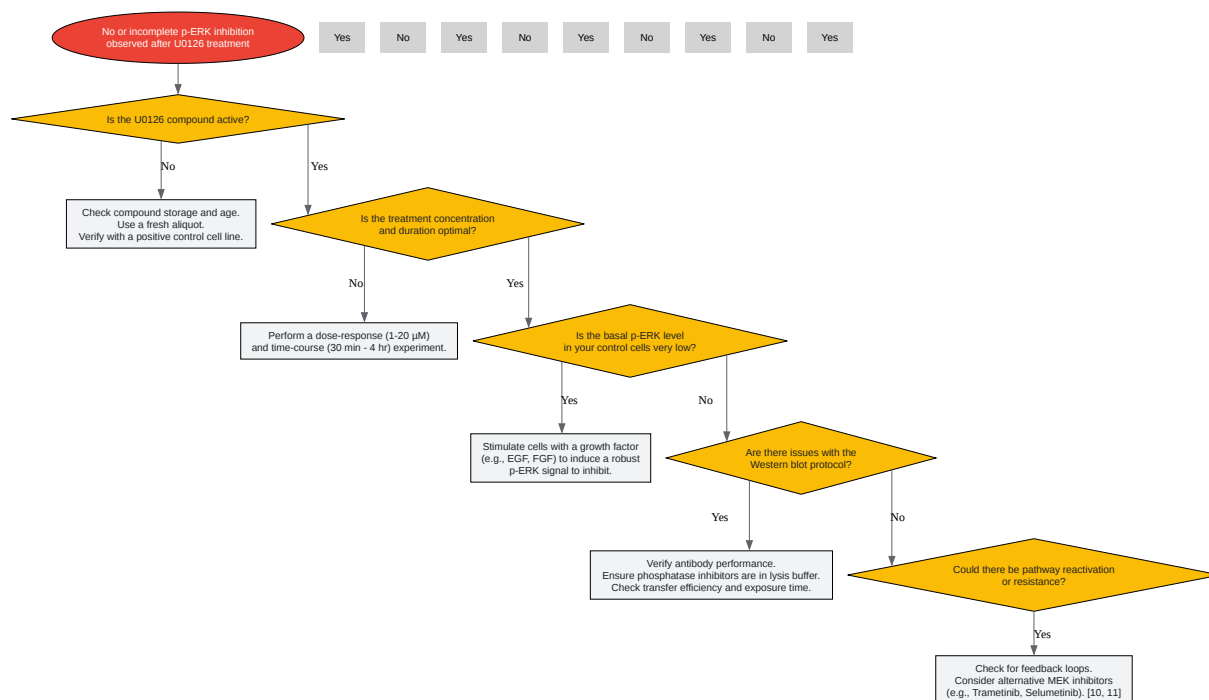 No or incomplete p-ERK inhibition
observed after U0126 treatment
Yes
No
Yes
No
Yes
No
Yes
No
Yes
Is the U0126 compound active?
No
Yes
Check compound storage and age.
Use a fresh aliquot.
Verify with a positive control cell line.
Is the treatment concentration
and duration optimal?
No
Yes
Perform a dose-response (1-20 µM)
and time-course (30 min - 4 hr) experiment.
Is the basal p-ERK level
in your control cells very low?
Yes
No
Stimulate cells with a growth factor
(e.g., EGF, FGF) to induce a robust
p-ERK signal to inhibit.
Are there issues with the
Western blot protocol?
Yes
No
Verify antibody performance.
Ensure phosphatase inhibitors are in lysis buffer.
Check transfer efficiency and exposure time.
Could there be pathway reactivation
or resistance?
Yes
Check for feedback loops.
Consider alternative MEK inhibitors
(e.g., Trametinib, Selumetinib). [10, 11]